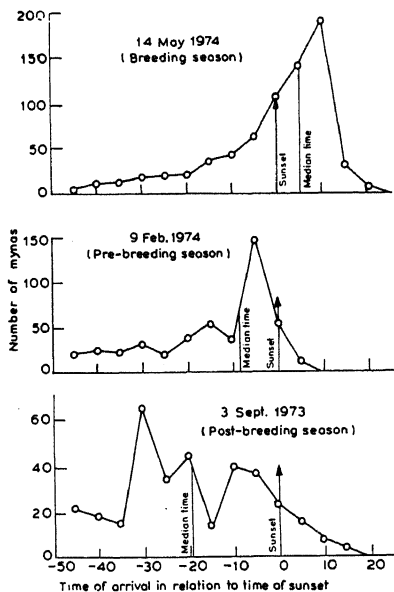 14 May 1974
(Breeding season)
200
150
100
50
0
Sunset
Median time
9 Feb. 1974
(Pre-breeding season)
150
100
50
0
Median time
Sunset
Number of mynas
3 Sept. 1973
(Post-breeding season)
60
40
20
0
Median time
Sunset
-50 -40 -30 -20 -10 0 10 20
Time of arrival in relation to time of sunset